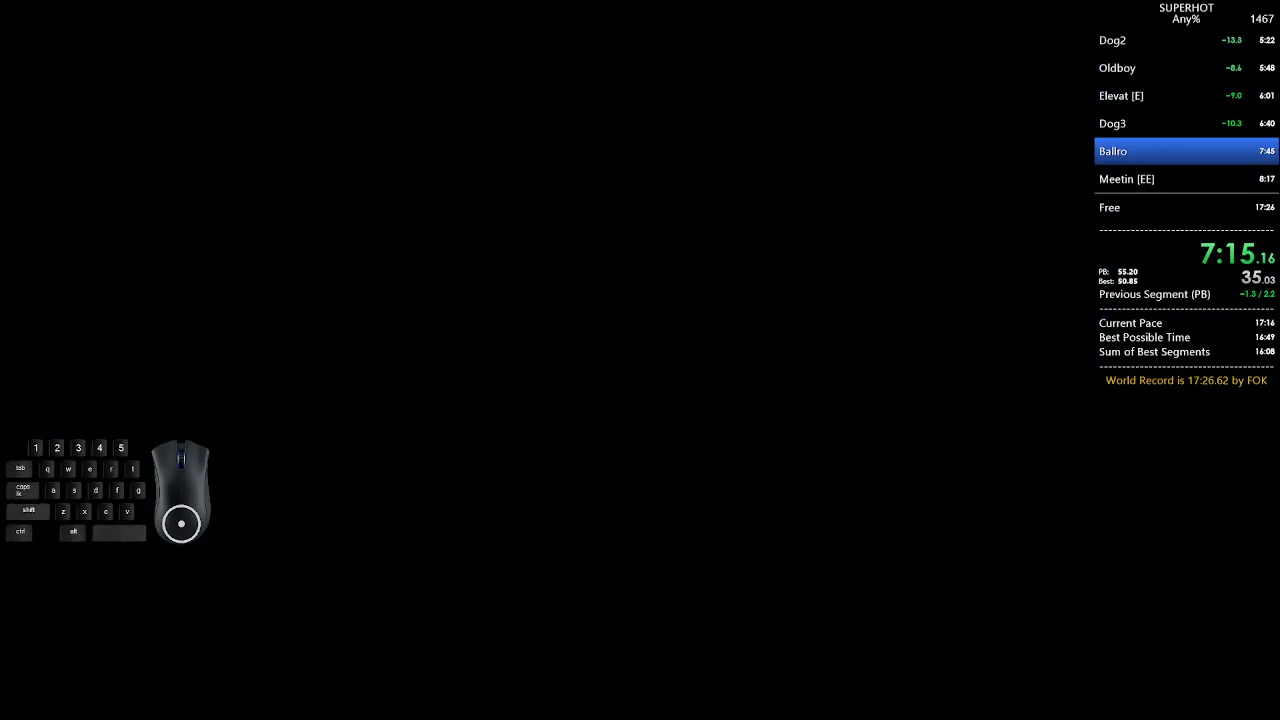 SUPERHOT
Any% 1467
Dog2 -13.3 5:22
Oldboy -8.6 5:48
Elevat [E] -9.0 6:01
Dog3 -10.3 6:40
Ballro 7:45
Meetin [EE] 8:17
Free 17:26
7:15.16
PB: 55.20 35.03
Best: 50.85
Previous Segment (PB) -1.3 / 2.2
Current Pace 17:16
Best Possible Time 16:49
Sum of Best Segments 16:08
World Record is 17:26.62 by FOK
1 2 3 4 5
tab q w e r t
caps lk a s d f g
shift z x c v
ctrl alt